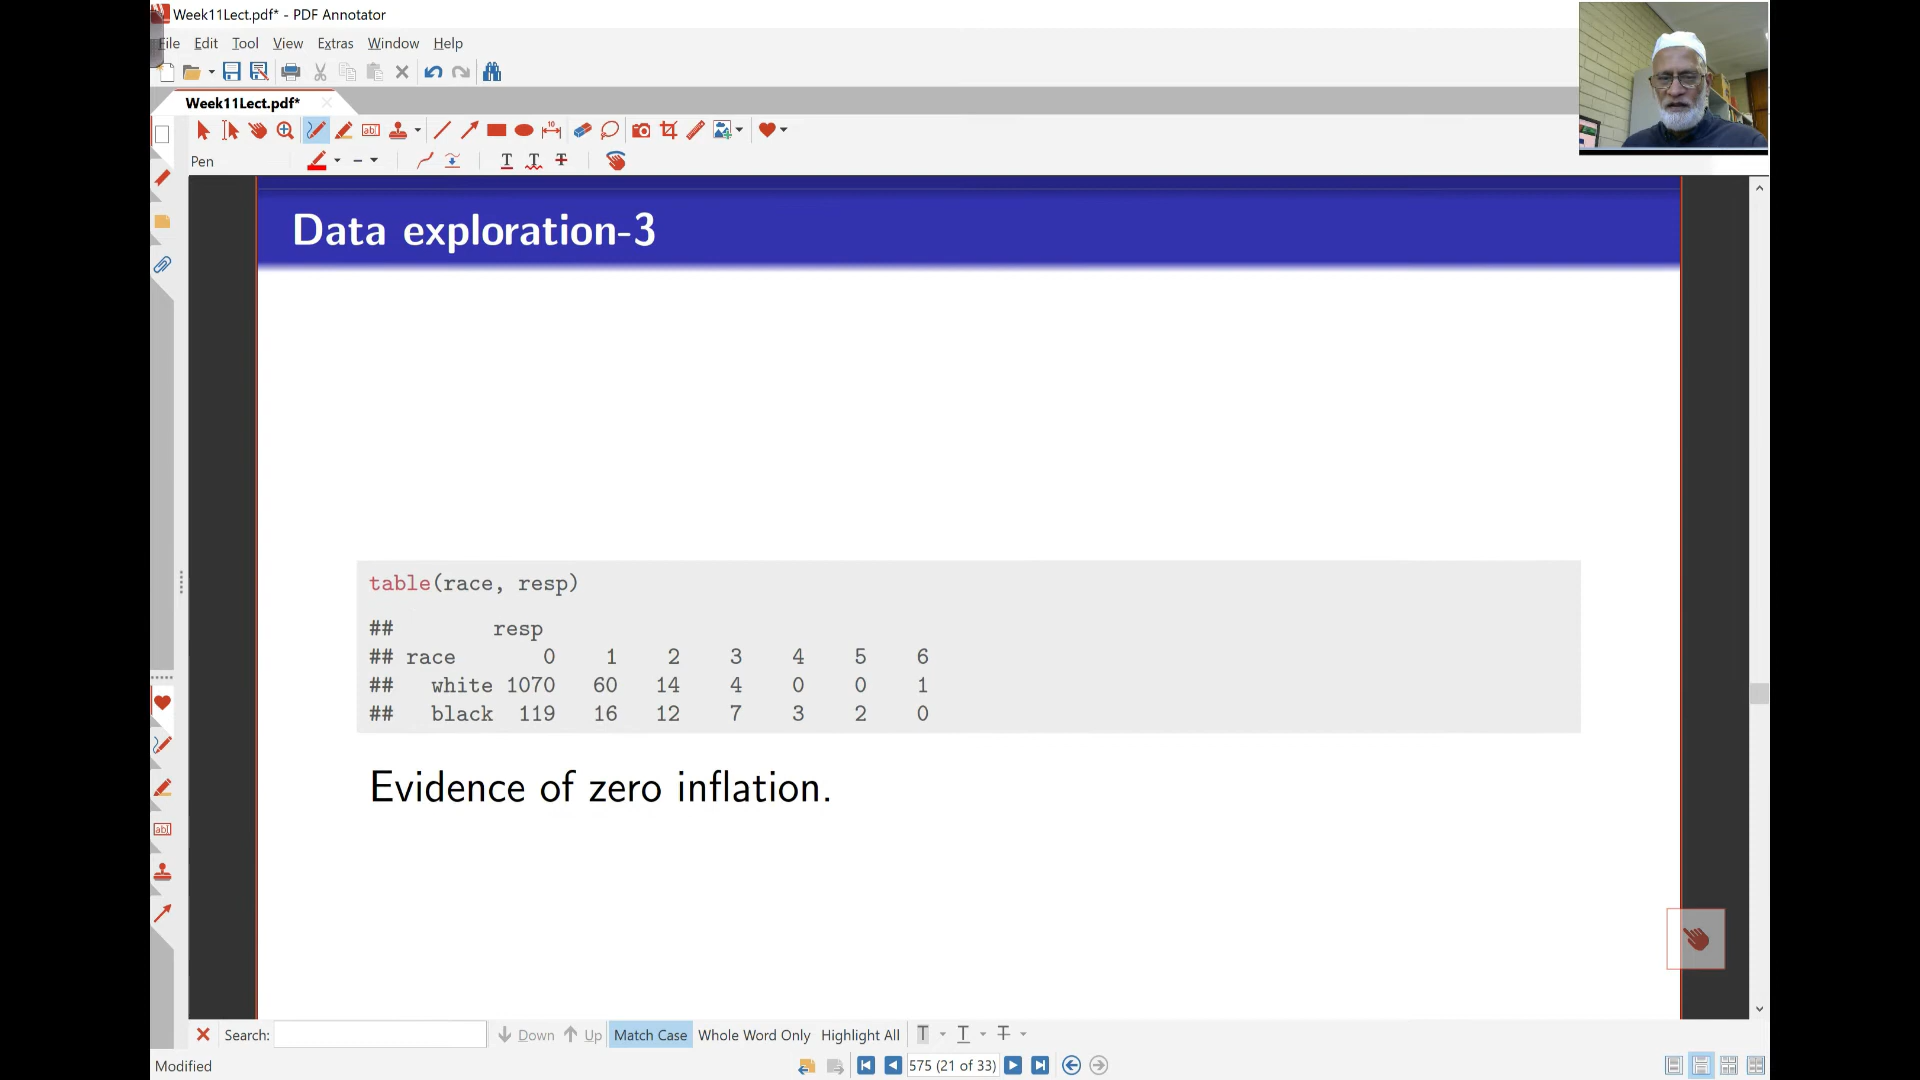 Week11Lect.pdf* - PDF Annotator
File Edit Tool View Extras Window Help
Week11Lect.pdf*
Pen
Data exploration-3
table(race, resp)
## resp
## race 0 1 2 3 4 5 6
## white 1070 60 14 4 0 0 1
## black 119 16 12 7 3 2 0
Evidence of zero inflation.
Search: Down Up Match Case Whole Word Only Highlight All
Modified 575 (21 of 33)